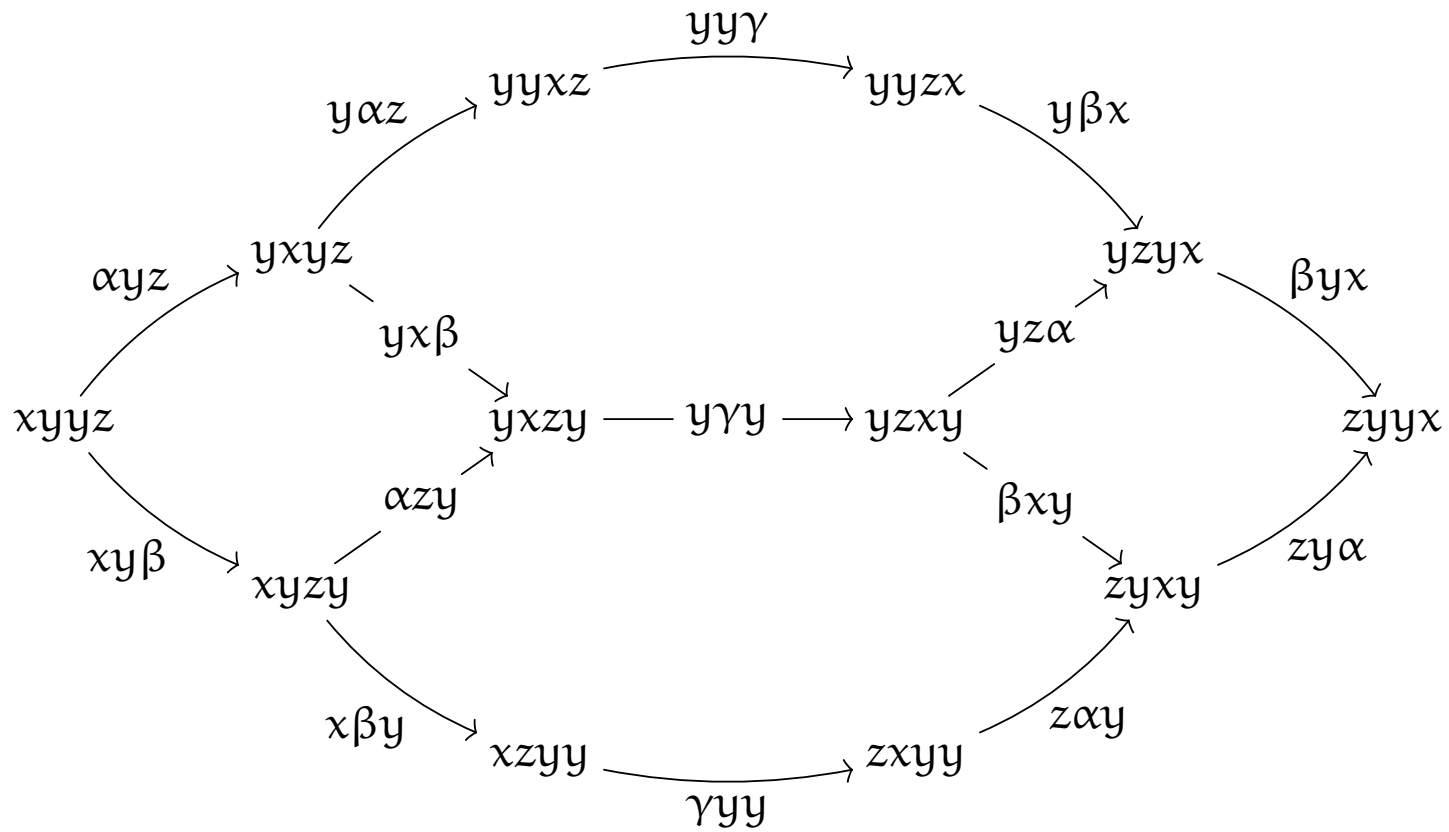 yyγ
yyxz yyzx
yαz yβx
yxyz yzyx
αyz βyx
yxβ yzα
xyyz yxzy yγy yzxy zyyx
αzy βxy
xyβ zyα
xyzy zyxy
xβy zαy
xzyy zxyy
γyy